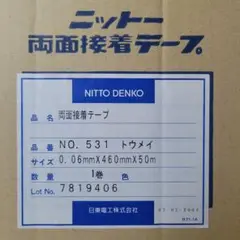 ニットー
両面接着テープ
NITTO DENKO
品名 両面接着テープ
品番 NO. 531 トウメイ
サイズ 0.06mmX460mmX50m
数量 1巻 色
Lot No. 7819406
日東電工株式会社